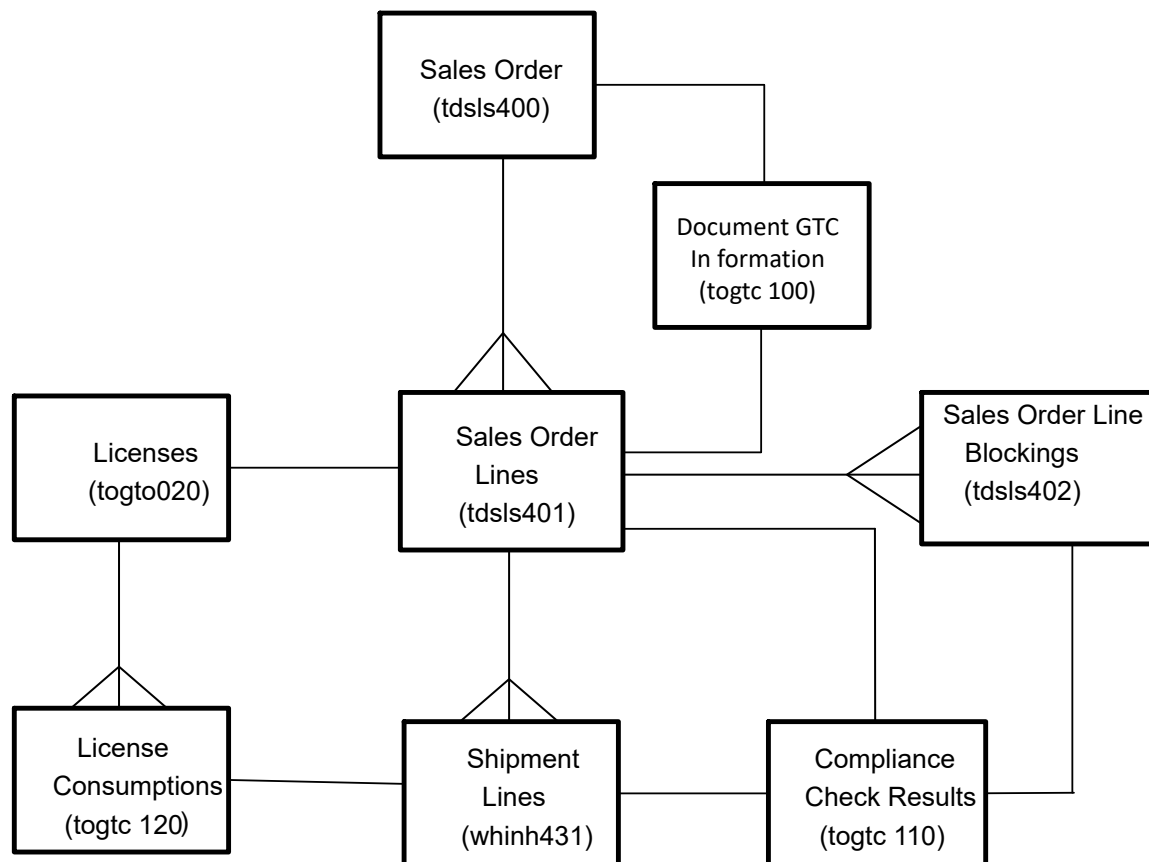 Sales Order
(tdsls400)
Document GTC
In formation
(togtc 100)
Licenses
(togto020)
Sales Order
Lines
(tdsls401)
Sales Order Line
Blockings
(tdsls402)
License
Consumptions
(togtc 120)
Shipment
Lines
(whinh431)
Compliance
Check Results
(togtc 110)